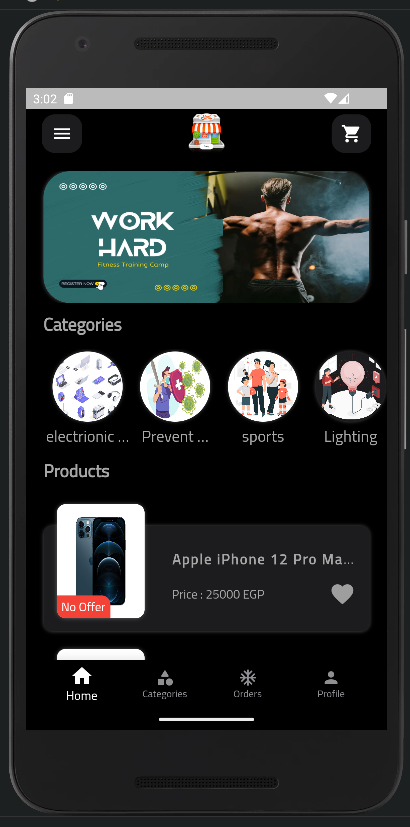 3:02
WORK
HARD
Fitness Training Camp
REGISTER NOW
Categories
electrionic ...
Prevent ...
sports
Lighting
Products
Apple iPhone 12 Pro Ma...
Price : 25000 EGP
No Offer
Home
Categories
Orders
Profile